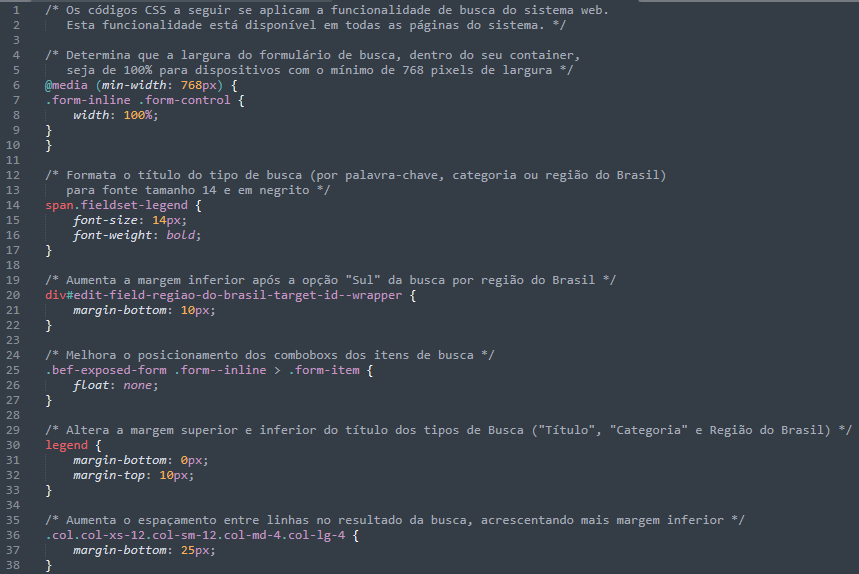 1 /* Os códigos CSS a seguir se aplicam a funcionalidade de busca do sistema web.
2 Esta funcionalidade está disponível em todas as páginas do sistema. */
3
4 /* Determina que a largura do formulário de busca, dentro do seu container,
5 seja de 100% para dispositivos com o mínimo de 768 pixels de largura */
6 @media (min-width: 768px) {
7 .form-inline .form-control {
8 width: 100%;
9 }
10 }
11
12 /* Formata o título do tipo de busca (por palavra-chave, categoria ou região do Brasil)
13 para fonte tamanho 14 e em negrito */
14 span.fieldset-legend {
15 font-size: 14px;
16 font-weight: bold;
17 }
18
19 /* Aumenta a margem inferior após a opção "Sul" da busca por região do Brasil */
20 div#edit-field-regiao-do-brasil-target-id--wrapper {
21 margin-bottom: 10px;
22 }
23
24 /* Melhora o posicionamento dos comboboxs dos itens de busca */
25 .bef-exposed-form .form--inline > .form-item {
26 float: none;
27 }
28
29 /* Altera a margem superior e inferior do título dos tipos de Busca ("Título", "Categoria" e Região do Brasil) */
30 legend {
31 margin-bottom: 0px;
32 margin-top: 10px;
33 }
34
35 /* Aumenta o espaçamento entre linhas no resultado da busca, acrescentando mais margem inferior */
36 .col.col-xs-12.col-sm-12.col-md-4.col-lg-4 {
37 margin-bottom: 25px;
38 }